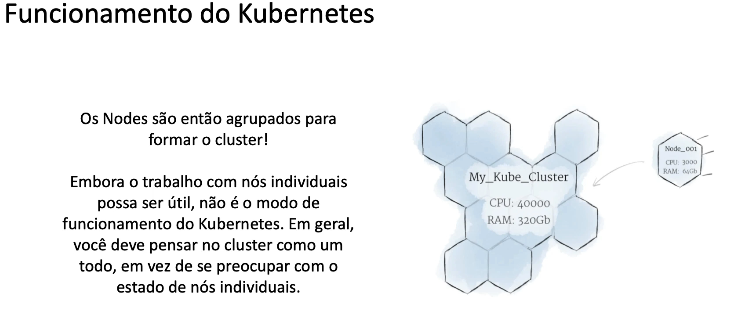 Funcionamento do Kubernetes
Os Nodes são então agrupados para
formar o cluster!
Embora o trabalho com nós individuais
possa ser útil, não é o modo de
funcionamento do Kubernetes. Em geral,
você deve pensar no cluster como um
todo, em vez de se preocupar com o
estado de nós individuais.
My_Kube_Cluster
CPU: 40000
RAM: 320Gb
Node_001
CPU: 3000
RAM: 64Gb